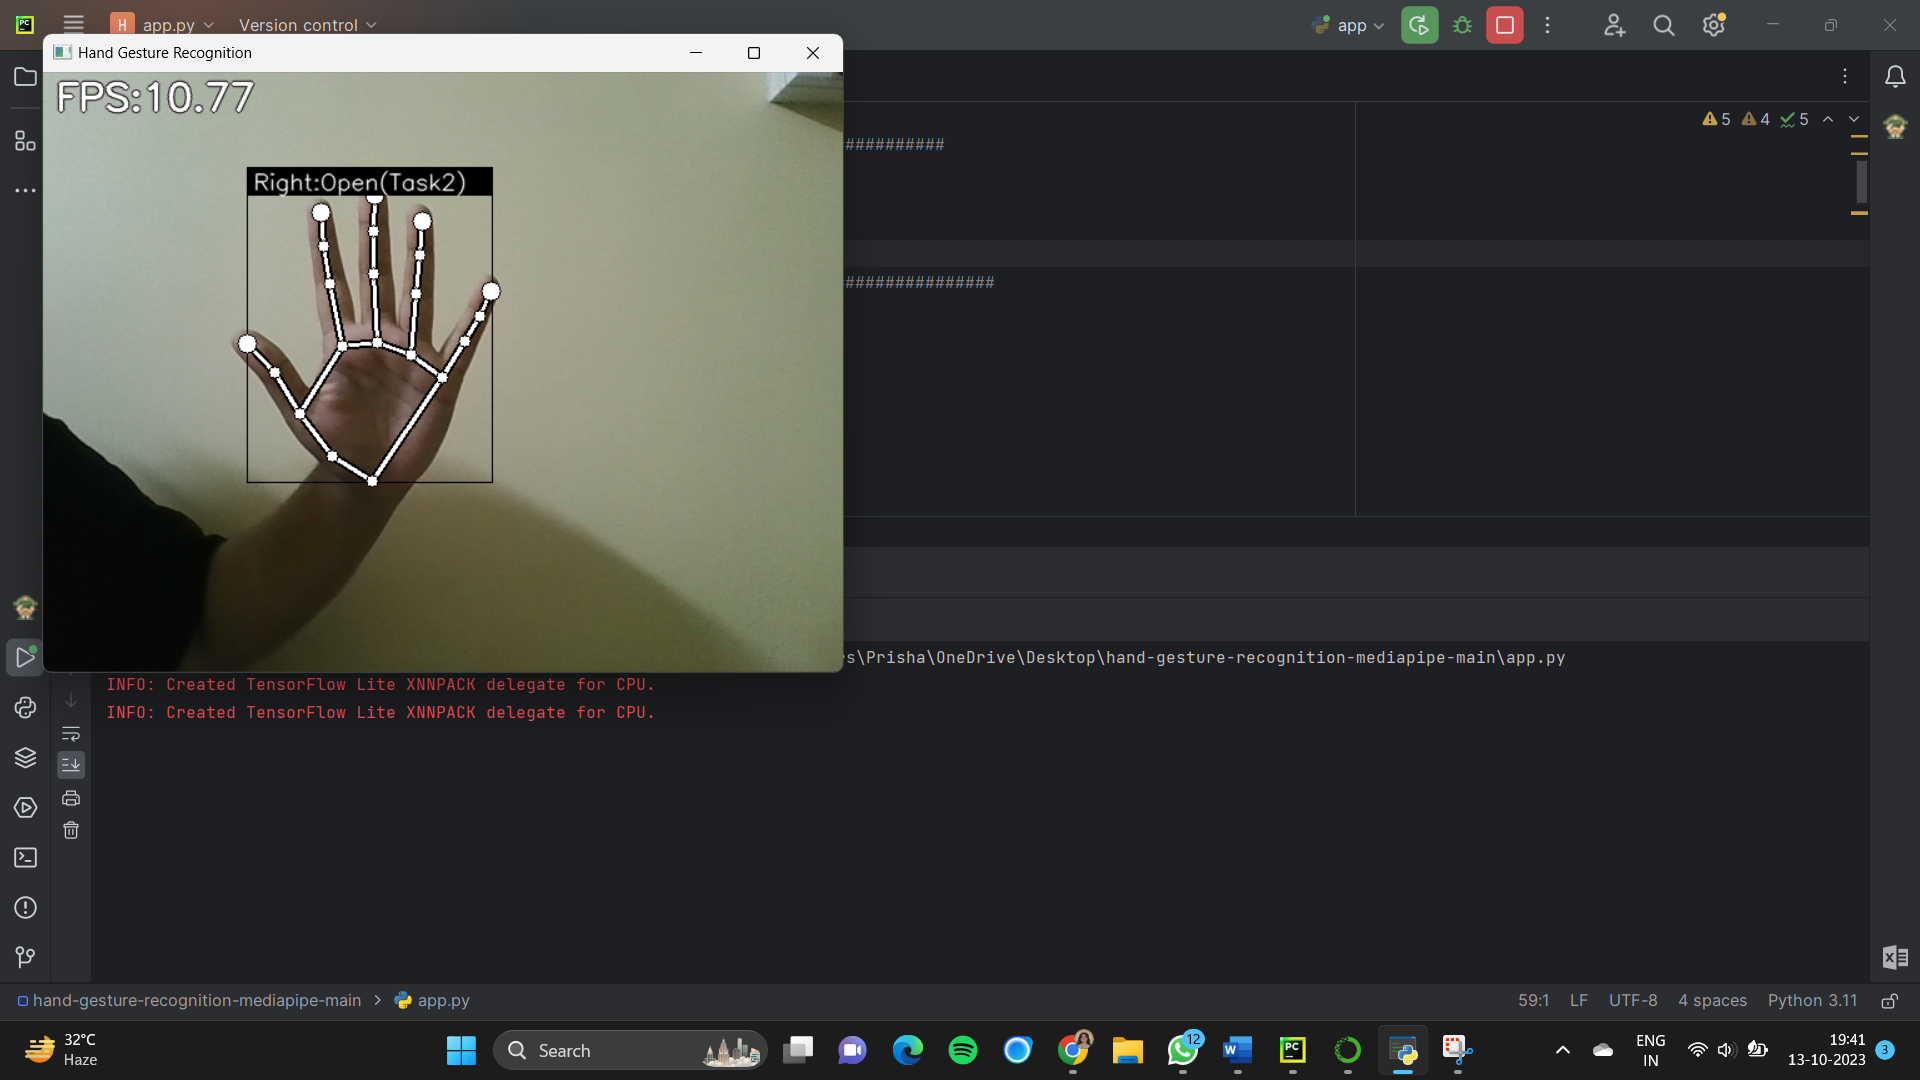 PC
H
app.py
Version control
app
Hand Gesture Recognition
FPS:10.77
Right:Open(Task2)
5 4 5
##########
###############
s\Prisha\OneDrive\Desktop\hand-gesture-recognition-mediapipe-main\app.py
INFO: Created TensorFlow Lite XNNPACK delegate for CPU.
INFO: Created TensorFlow Lite XNNPACK delegate for CPU.
hand-gesture-recognition-mediapipe-main > app.py
59:1 LF UTF-8 4 spaces Python 3.11
32°C
Haze
Search
12
W
PC
ENG
IN
19:41
13-10-2023
3